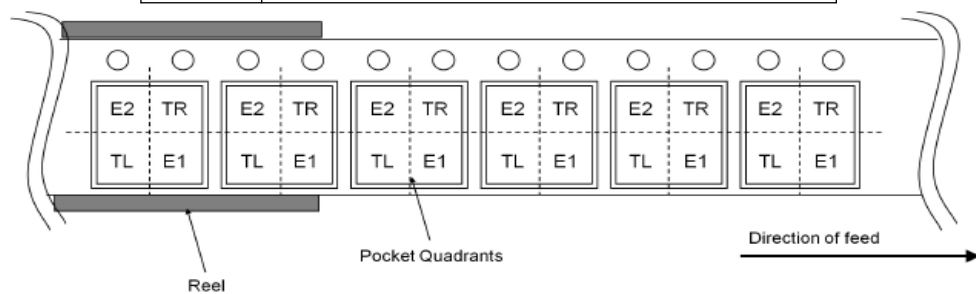 E2 TR E2 TR E2 TR E2 TR E2 TR E2 TR
TL E1 TL E1 TL E1 TL E1 TL E1 TL E1
Direction of feed
Pocket Quadrants
Reel